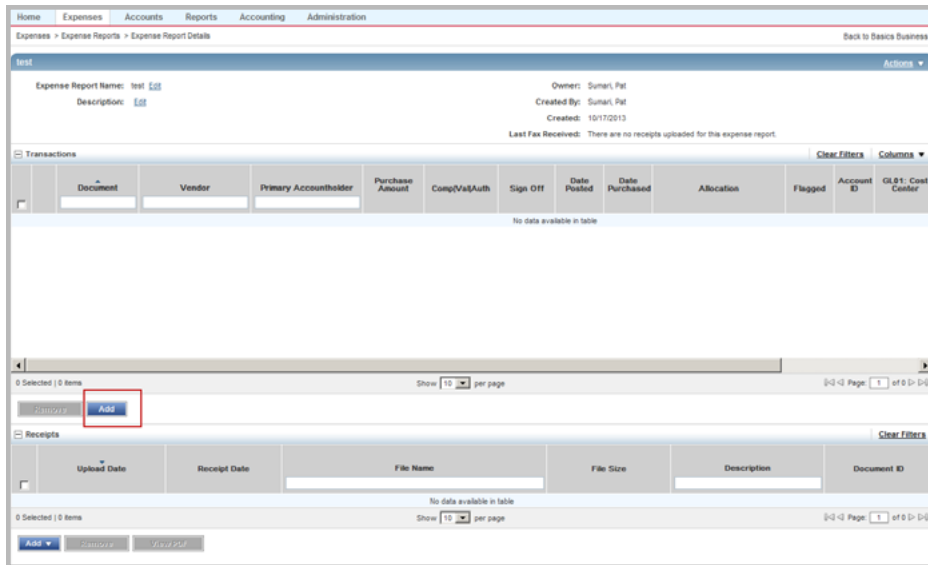 Home Expenses Accounts Reports Accounting Administration
Expenses > Expense Reports > Expense Report Details Back to Basics Business
test Actions
Expense Report Name: test Edit Owner: Sumari, Pat
Description: Edit Created By: Sumari, Pat
Created: 10/17/2013
Last Fax Received: There are no receipts uploaded for this expense report.
Transactions Clear Filters Columns
Document Vendor Primary Accountholder Purchase Amount Comp|Val|Auth Sign Off Date Posted Date Purchased Allocation Flagged Account ID GL01: Cost Center
No data available in table
0 Selected | 0 items Show 10 per page Page: 1 of 0
Remove Add
Receipts Clear Filters
Upload Date Receipt Date File Name File Size Description Document ID
No data available in table
0 Selected | 0 items Show 10 per page Page: 1 of 0
Add Remove View PDF